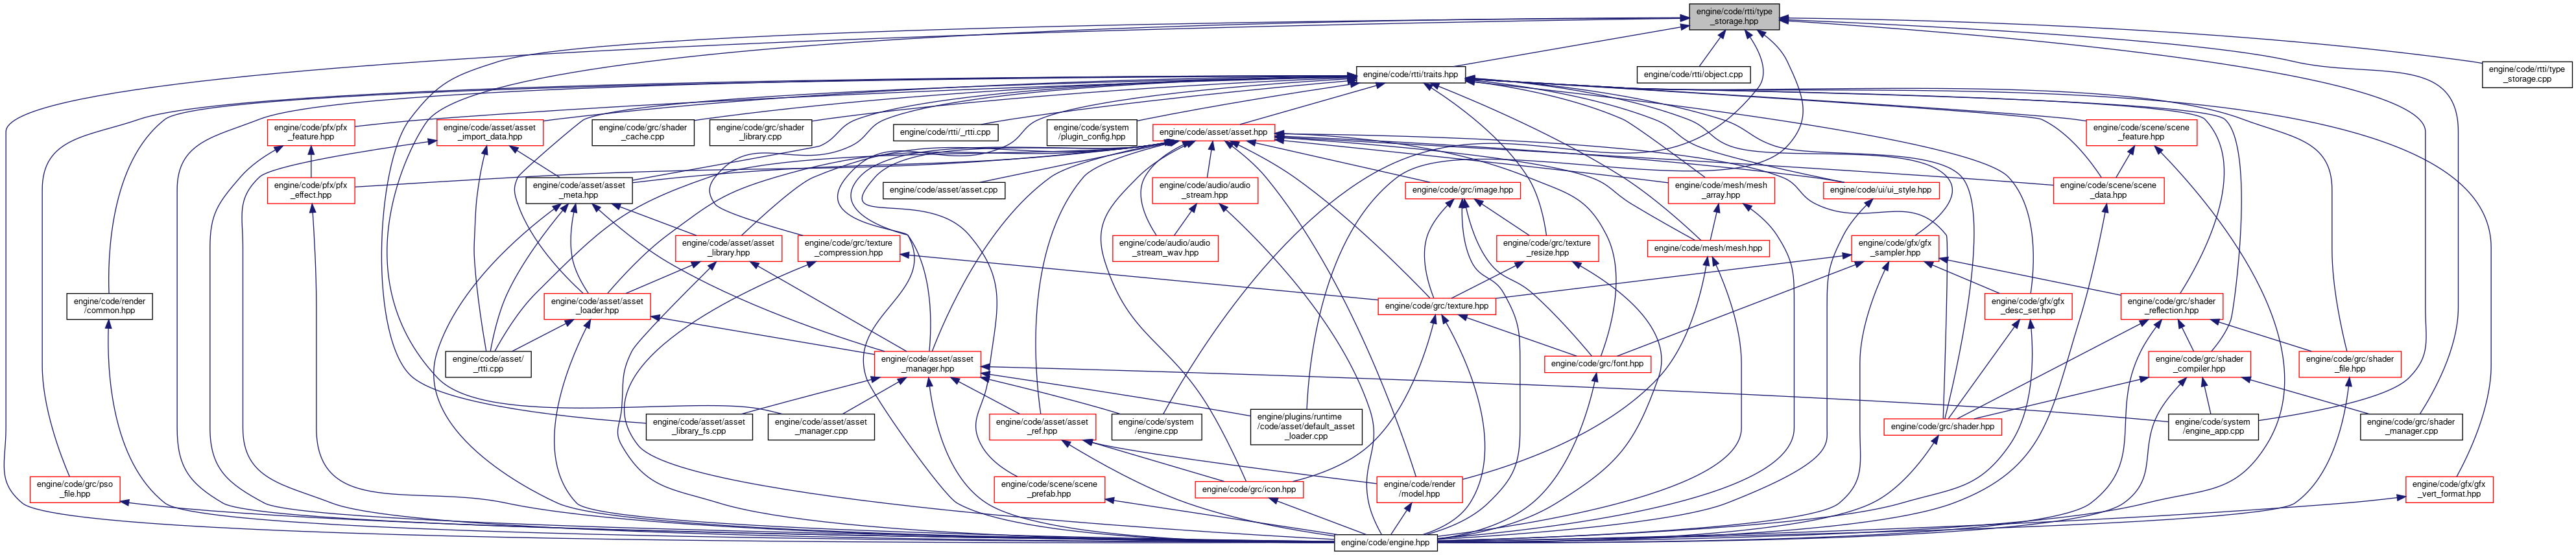 engine/code/rtti/type
_storage.hpp
engine/code/rtti/traits.hpp
engine/code/rtti/object.cpp
engine/code/rtti/type
_storage.cpp
engine/code/pfx/pfx
_feature.hpp
engine/code/asset/asset
_import_data.hpp
engine/code/grc/shader
_cache.cpp
engine/code/grc/shader
_library.cpp
engine/code/rtti/_rtti.cpp
engine/code/system
/plugin_config.hpp
engine/code/asset/asset.hpp
engine/code/scene/scene
_feature.hpp
engine/code/pfx/pfx
_effect.hpp
engine/code/asset/asset
_meta.hpp
engine/code/asset/asset.cpp
engine/code/audio/audio
_stream.hpp
engine/code/grc/image.hpp
engine/code/mesh/mesh
_array.hpp
engine/code/ui/ui_style.hpp
engine/code/scene/scene
_data.hpp
engine/code/asset/asset
_library.hpp
engine/code/grc/texture
_compression.hpp
engine/code/audio/audio
_stream_wav.hpp
engine/code/grc/texture
_resize.hpp
engine/code/mesh/mesh.hpp
engine/code/gfx/gfx
_sampler.hpp
engine/code/render
/common.hpp
engine/code/asset/asset
_loader.hpp
engine/code/grc/texture.hpp
engine/code/gfx/gfx
_desc_set.hpp
engine/code/grc/shader
_reflection.hpp
engine/code/asset/
_rtti.cpp
engine/code/asset/asset
_manager.hpp
engine/code/grc/font.hpp
engine/code/grc/shader
_compiler.hpp
engine/code/grc/shader
_file.hpp
engine/code/asset/asset
_library_fs.cpp
engine/code/asset/asset
_manager.cpp
engine/code/asset/asset
_ref.hpp
engine/code/system
/engine.cpp
engine/plugins/runtime
/code/asset/default_asset
_loader.cpp
engine/code/grc/shader.hpp
engine/code/system
/engine_app.cpp
engine/code/grc/shader
_manager.cpp
engine/code/grc/pso
_file.hpp
engine/code/scene/scene
_prefab.hpp
engine/code/grc/icon.hpp
engine/code/render
/model.hpp
engine/code/gfx/gfx
_vert_format.hpp
engine/code/engine.hpp